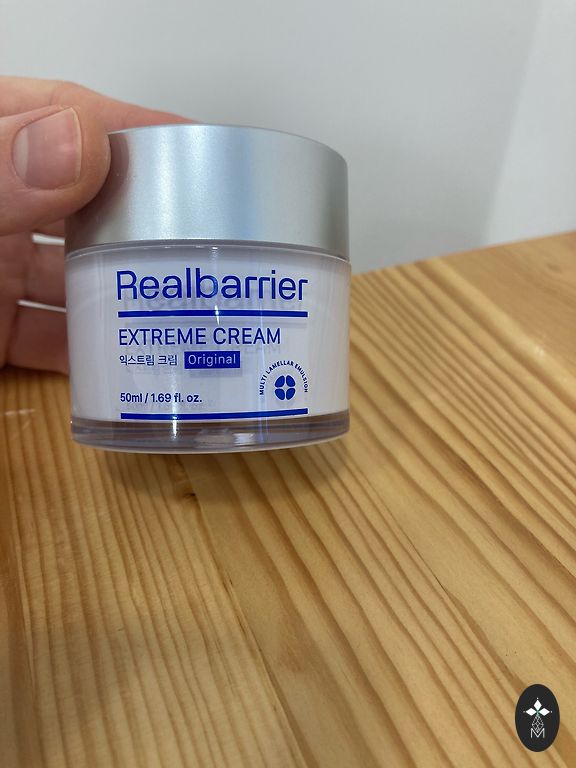 Realbarrier
EXTREME CREAM
익스트림 크림 Original
MULTI LAMELLAR EMULSION
50ml / 1.69 fl. oz.
M